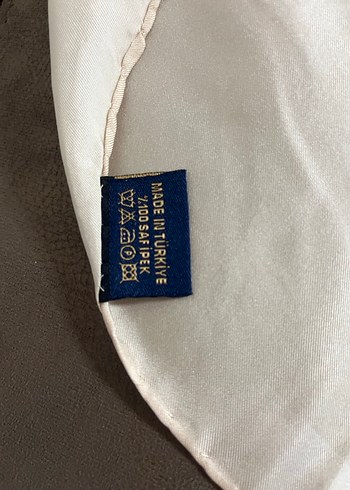 MADE IN TÜRKİYE
%100 SAF İPEK